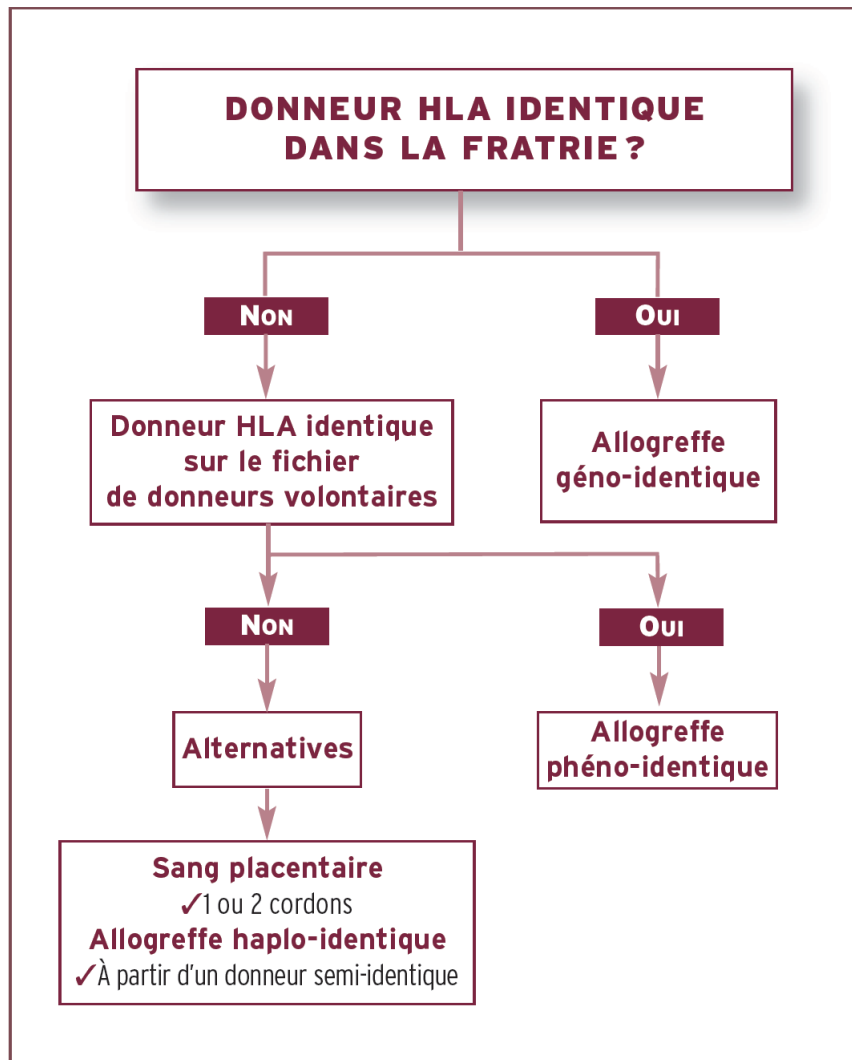 DONNEUR HLA IDENTIQUE
DANS LA FRATRIE ?
NON
OUI
Donneur HLA identique
sur le fichier
de donneurs volontaires
Allogreffe
géno-identique
NON
OUI
Alternatives
Allogreffe
phéno-identique
Sang placentaire
✓1 ou 2 cordons
Allogreffe haplo-identique
✓À partir d’un donneur semi-identique